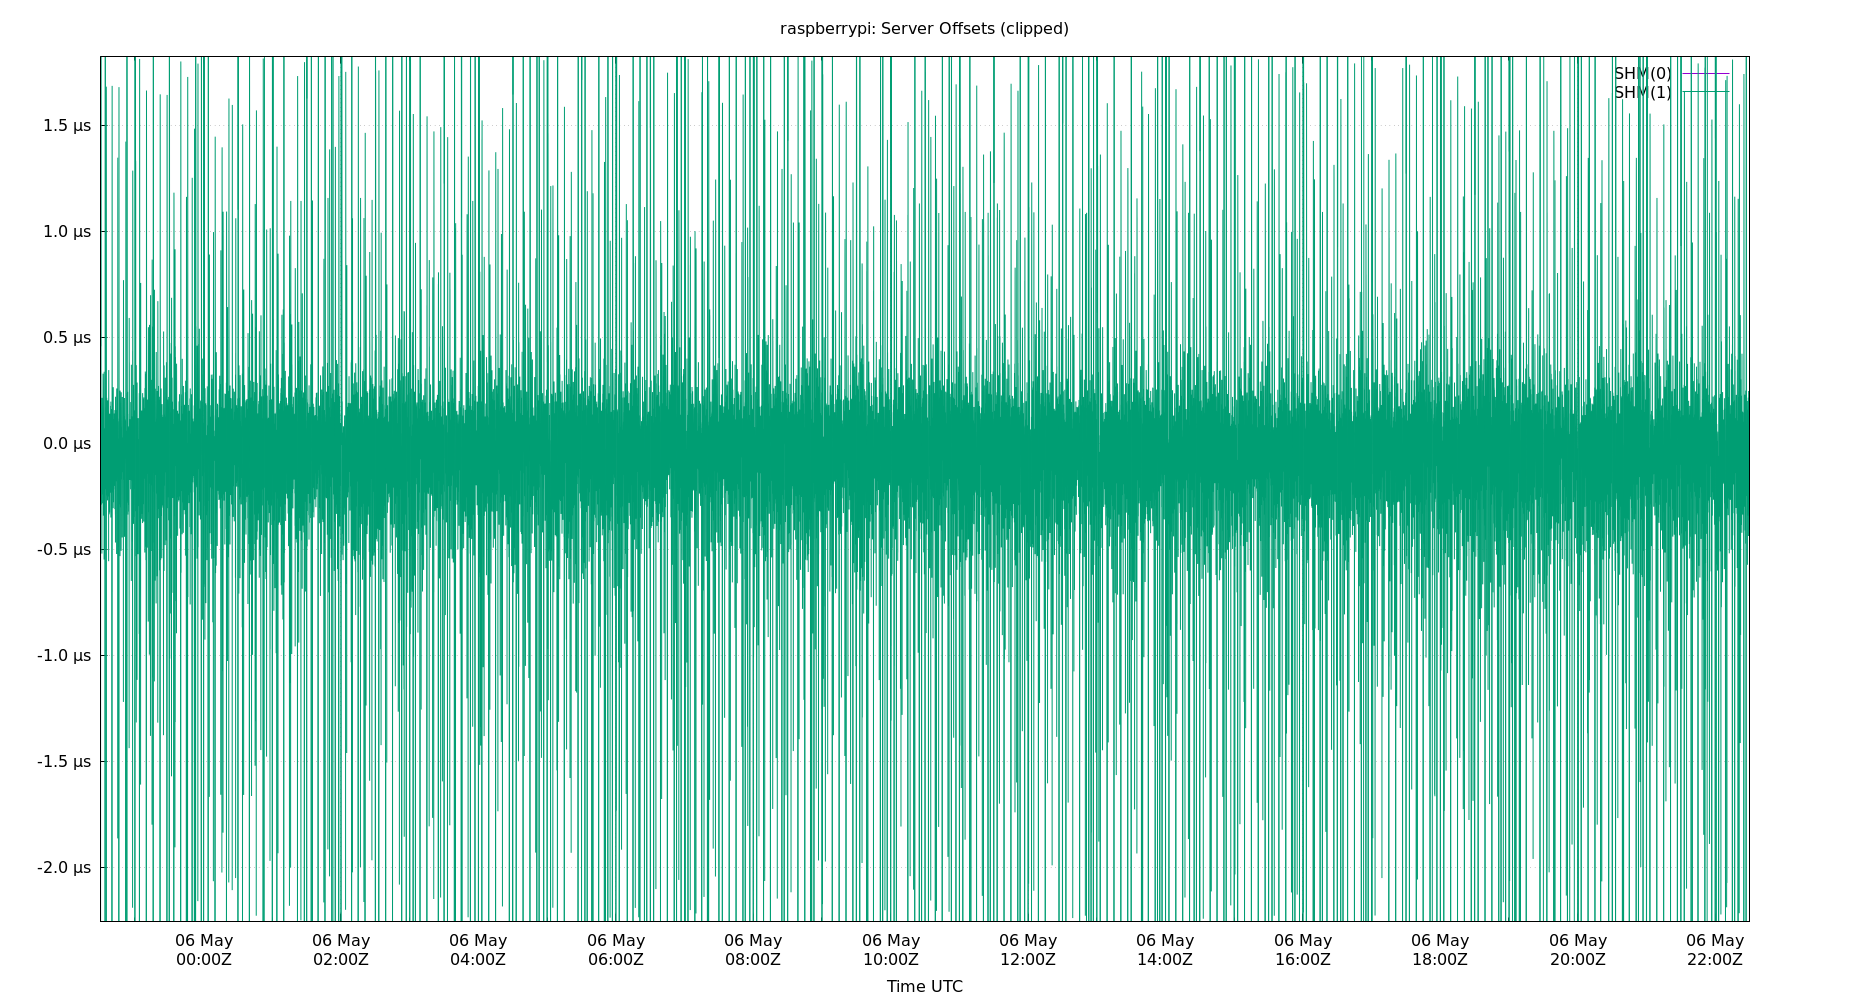 raspberrypi: Server Offsets (clipped)
SHM(0)
SHM(1)
1.5 µs
1.0 µs
0.5 µs
0.0 µs
-0.5 µs
-1.0 µs
-1.5 µs
-2.0 µs
06 May 06 May 06 May 06 May 06 May 06 May 06 May 06 May 06 May 06 May 06 May 06 May
00:00Z 02:00Z 04:00Z 06:00Z 08:00Z 10:00Z 12:00Z 14:00Z 16:00Z 18:00Z 20:00Z 22:00Z
Time UTC